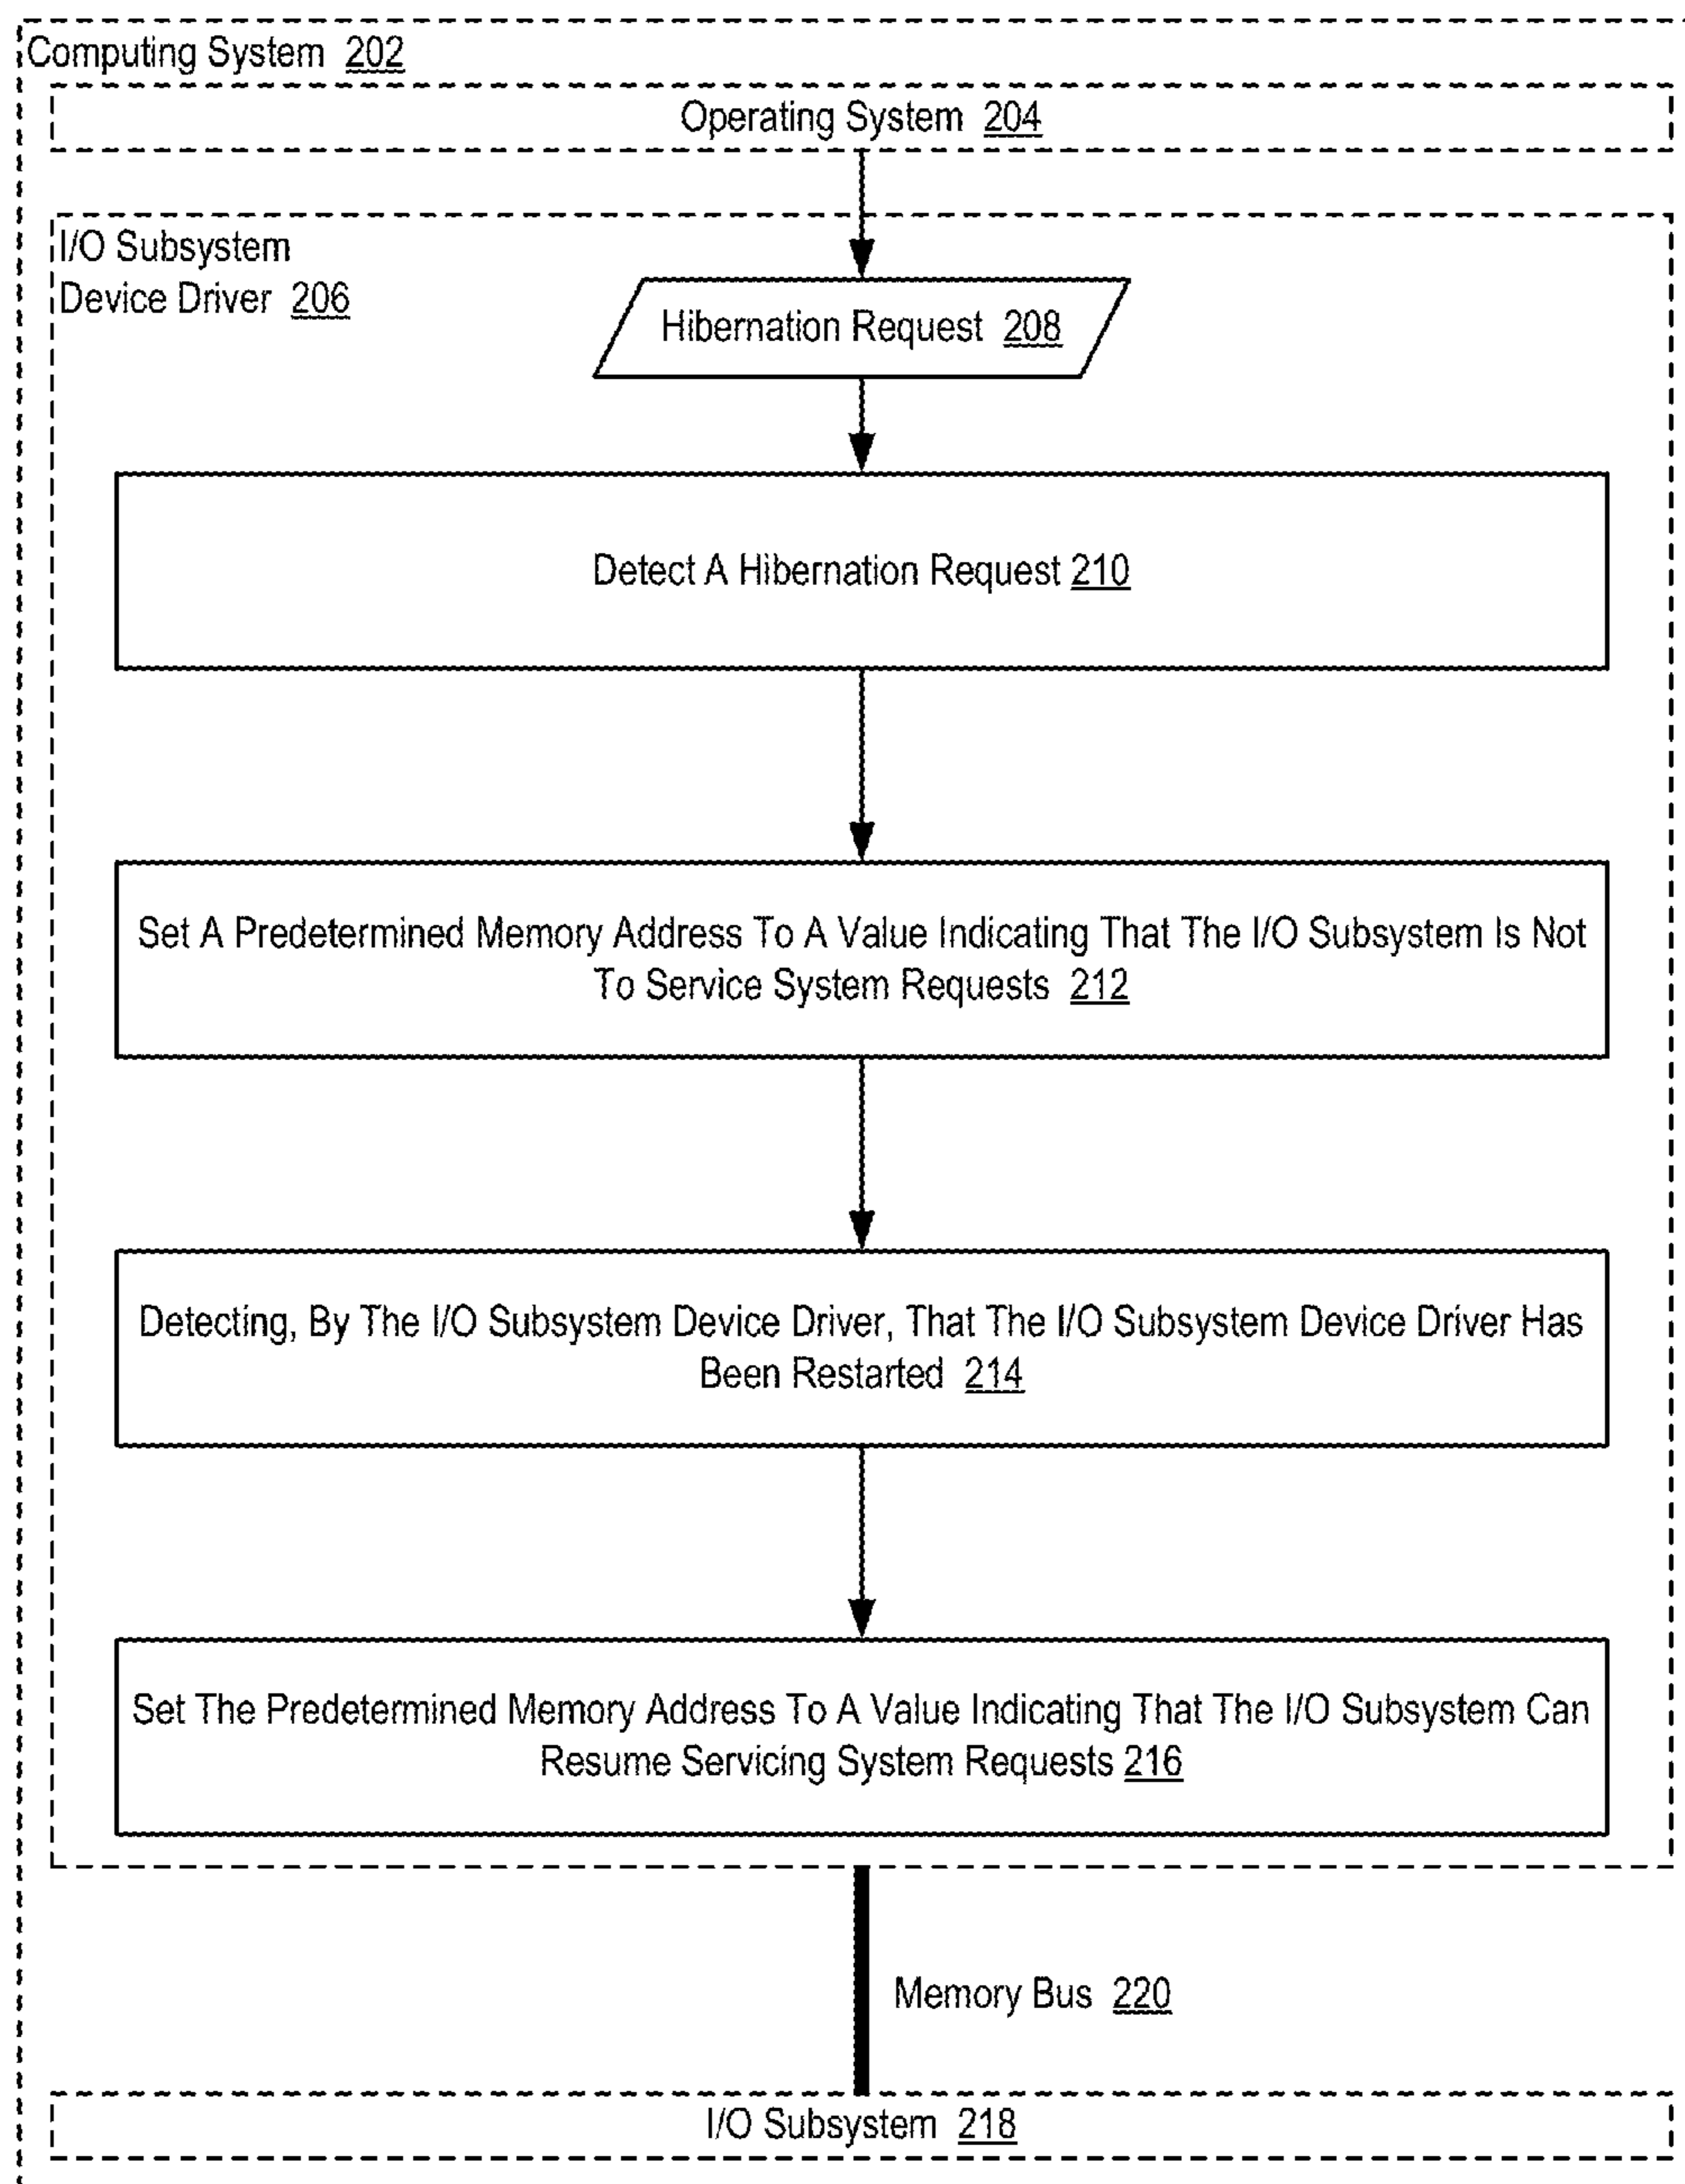 Computing System 202
Operating System 204
I/O Subsystem
Device Driver 206
Hibernation Request 208
Detect A Hibernation Request 210
Set A Predetermined Memory Address To A Value Indicating That The I/O Subsystem Is Not
To Service System Requests 212
Detecting, By The I/O Subsystem Device Driver, That The I/O Subsystem Device Driver Has
Been Restarted 214
Set The Predetermined Memory Address To A Value Indicating That The I/O Subsystem Can
Resume Servicing System Requests 216
Memory Bus 220
I/O Subsystem 218